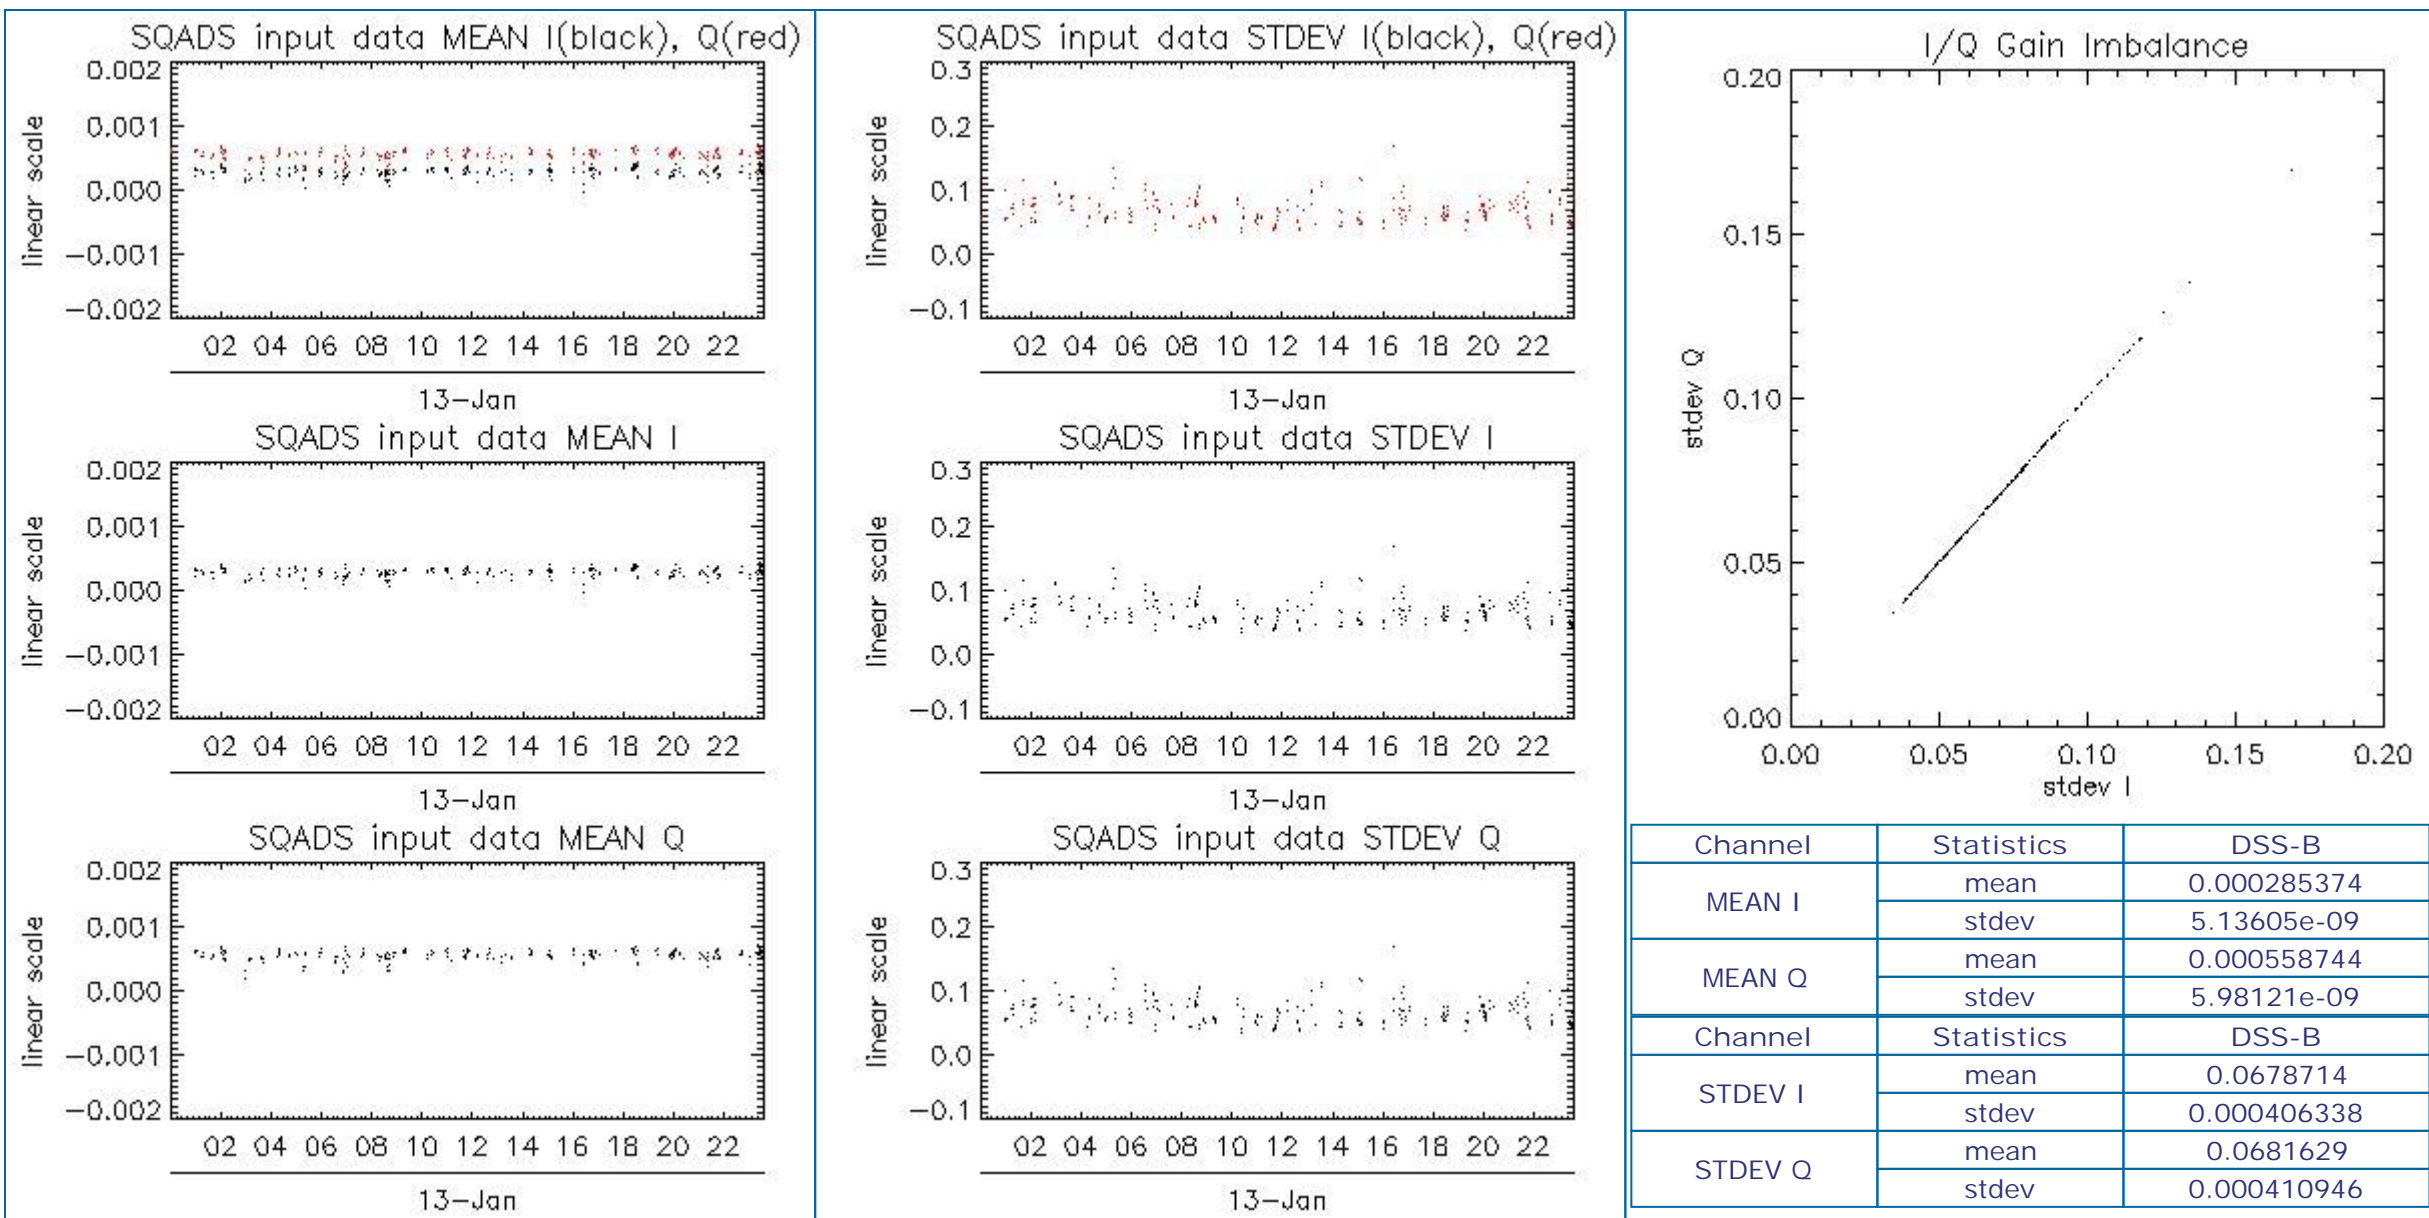 SQADS input data MEAN I(black), Q(red)
0.002
0.001
0.000
−0.001
−0.002
linear scale
02 04 06 08 10 12 14 16 18 20 22
13−Jan
SQADS input data MEAN I
0.002
0.001
0.000
−0.001
−0.002
linear scale
02 04 06 08 10 12 14 16 18 20 22
13−Jan
SQADS input data MEAN Q
0.002
0.001
0.000
−0.001
−0.002
linear scale
02 04 06 08 10 12 14 16 18 20 22
13−Jan
SQADS input data STDEV I(black), Q(red)
0.3
0.2
0.1
0.0
−0.1
linear scale
02 04 06 08 10 12 14 16 18 20 22
13−Jan
SQADS input data STDEV I
0.3
0.2
0.1
0.0
−0.1
linear scale
02 04 06 08 10 12 14 16 18 20 22
13−Jan
SQADS input data STDEV Q
0.3
0.2
0.1
0.0
−0.1
linear scale
02 04 06 08 10 12 14 16 18 20 22
13−Jan
I/Q Gain Imbalance
0.20
0.15
0.10
0.05
0.00
stdev Q
0.00 0.05 0.10 0.15 0.20
stdev I
Channel Statistics DSS-B
MEAN I mean 0.000285374
stdev 5.13605e-09
MEAN Q mean 0.000558744
stdev 5.98121e-09
Channel Statistics DSS-B
STDEV I mean 0.0678714
stdev 0.000406338
STDEV Q mean 0.0681629
stdev 0.000410946